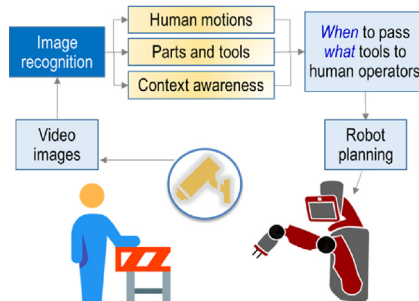 Image
recognition
Human motions
Parts and tools
Context awareness
When to pass
what tools to
human operators
Video
images
Robot
planning